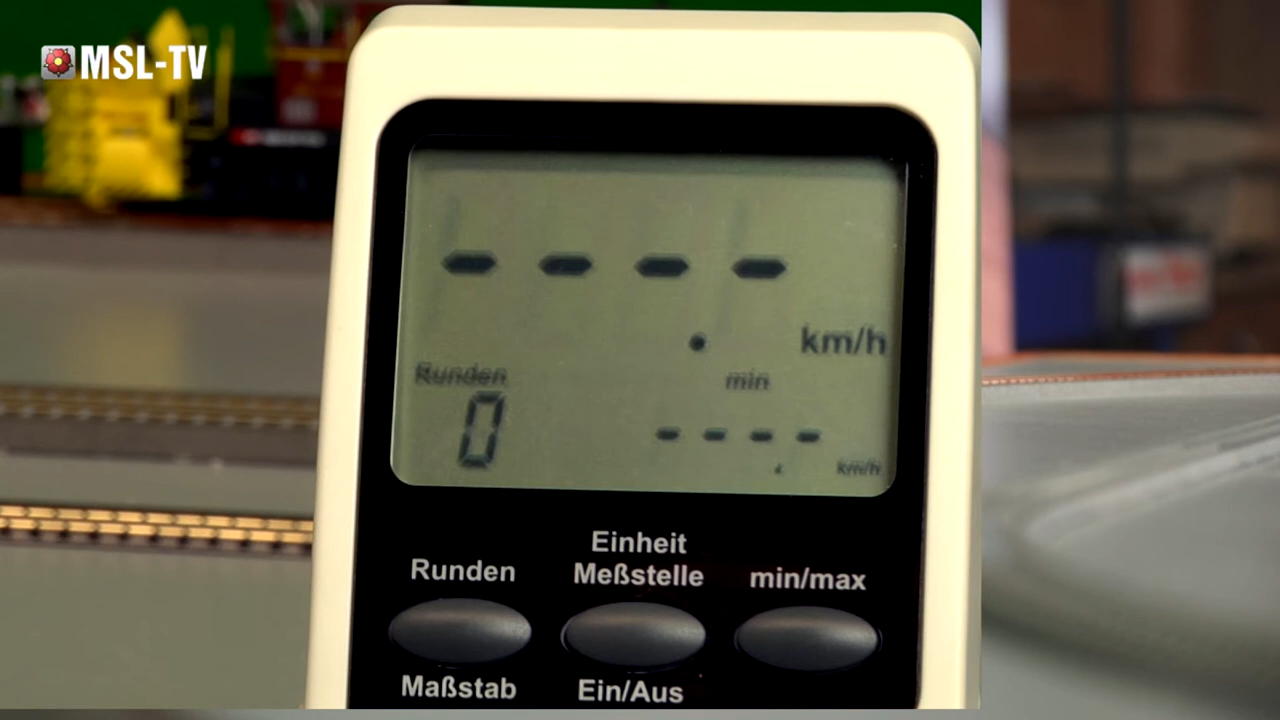 MSL-TV
- - - -
. km/h
Runden
min
0
- - - -
. km/h
Einheit
Runden
Meßstelle
min/max
Maßstab
Ein/Aus